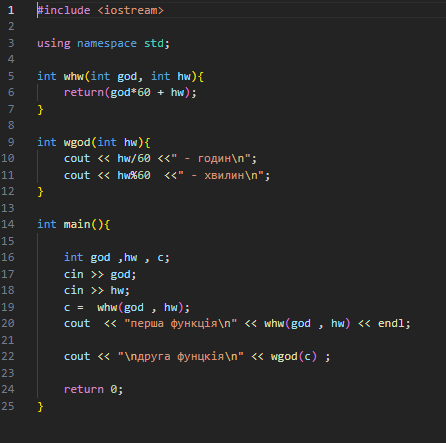 1 #include <iostream>
2
3 using namespace std;
4
5 int whw(int god, int hw){
6     return(god*60 + hw);
7 }
8
9 int wgod(int hw){
10     cout << hw/60 <<" - годин\n";
11     cout << hw%60  <<" - хвилин\n";
12 }
13
14 int main(){
15
16     int god ,hw , c;
17     cin >> god;
18     cin >> hw;
19     c =  whw(god , hw);
20     cout  << "перша функція\n" << whw(god , hw) << endl;
21
22     cout << "\nдруга фунцкія\n" << wgod(c) ;
23
24     return 0;
25 }